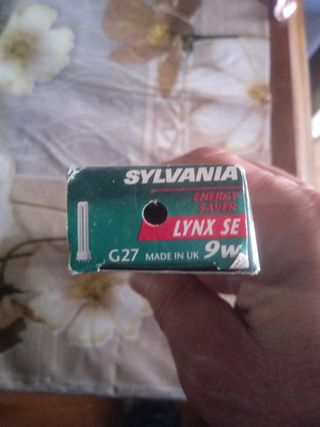 SYLVANIA
ENERGY
SAVER
LYNX SE
G27 MADE IN UK 9w